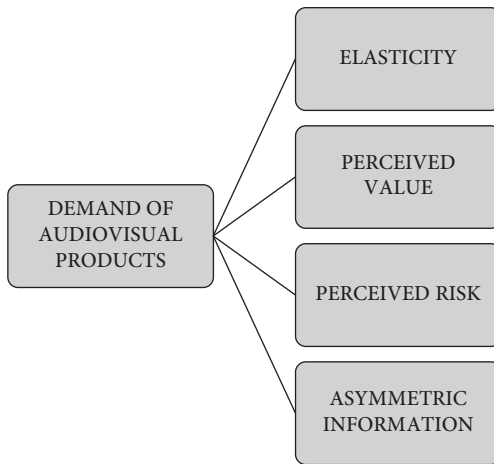 DEMAND OF
AUDIOVISUAL
PRODUCTS
ELASTICITY
PERCEIVED
VALUE
PERCEIVED RISK
ASYMMETRIC
INFORMATION